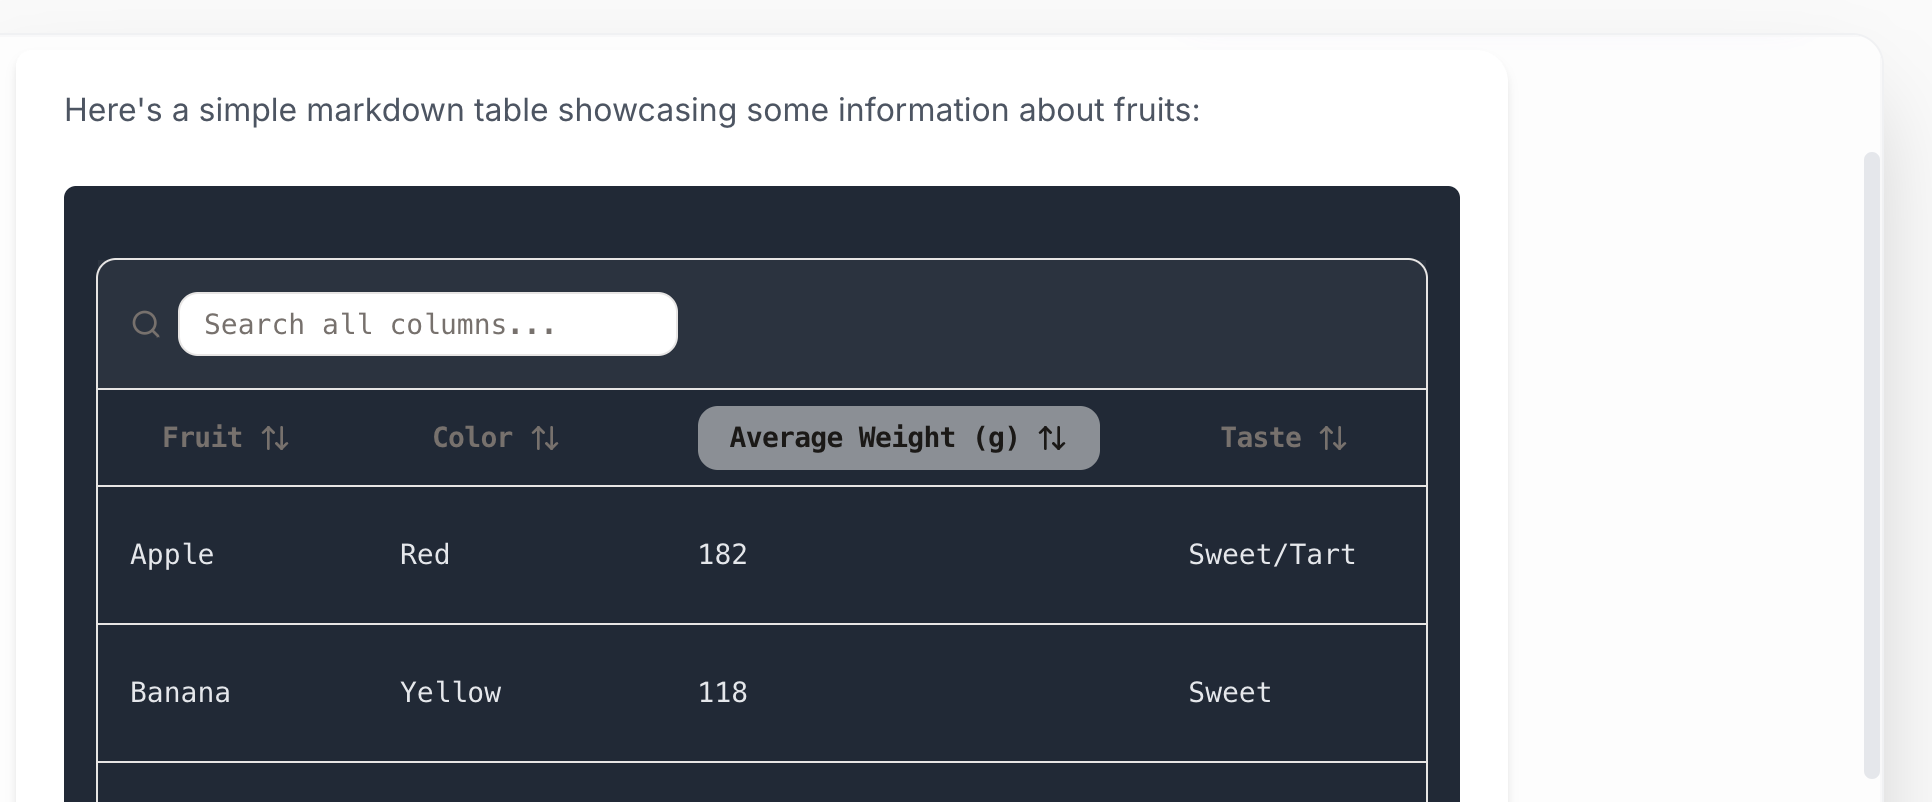 Here's a simple markdown table showcasing some information about fruits:
Search all columns...
Fruit Color Average Weight (g) Taste
Apple Red 182 Sweet/Tart
Banana Yellow 118 Sweet